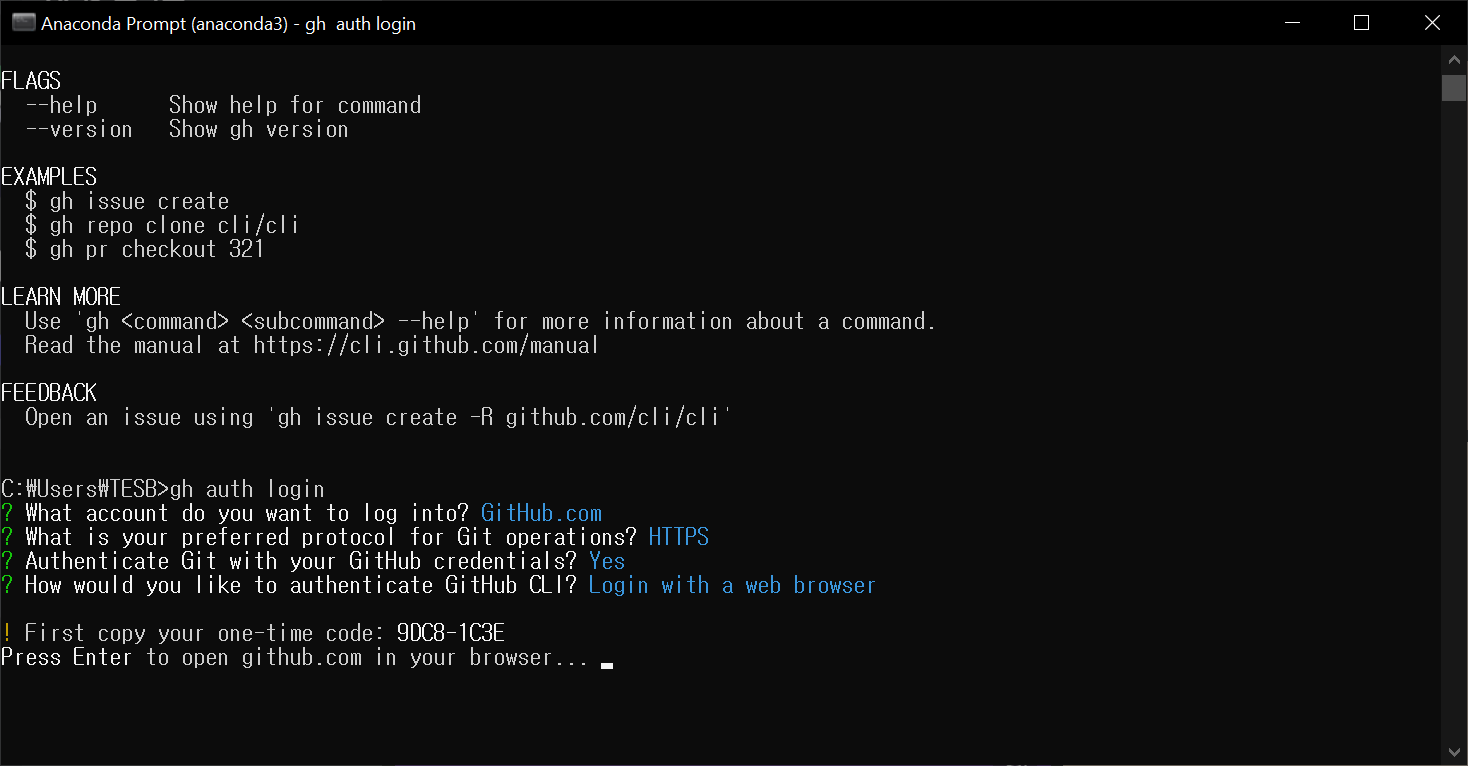 Anaconda Prompt (anaconda3) - gh  auth login
FLAGS
  --help      Show help for command
  --version   Show gh version
EXAMPLES
  $ gh issue create
  $ gh repo clone cli/cli
  $ gh pr checkout 321
LEARN MORE
  Use 'gh <command> <subcommand> --help' for more information about a command.
  Read the manual at https://cli.github.com/manual
FEEDBACK
  Open an issue using 'gh issue create -R github.com/cli/cli'
C:₩Users₩TESB>gh auth login
? What account do you want to log into? GitHub.com
? What is your preferred protocol for Git operations? HTTPS
? Authenticate Git with your GitHub credentials? Yes
? How would you like to authenticate GitHub CLI? Login with a web browser
! First copy your one-time code: 9DC8-1C3E
Press Enter to open github.com in your browser...